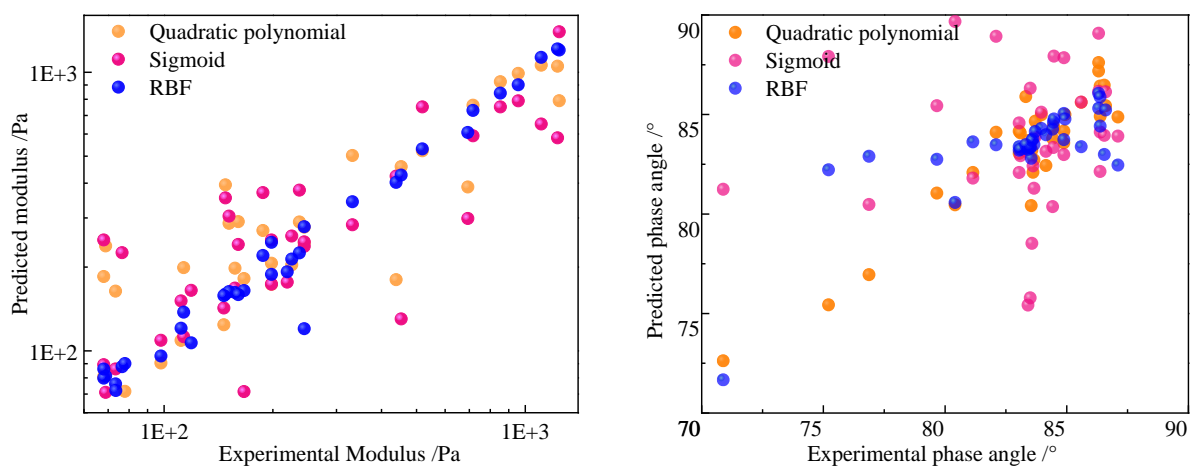 Quadratic polynomial
Sigmoid
RBF
1E+3
1E+2
Predicted modulus /Pa
1E+2
1E+3
Experimental Modulus /Pa
90
85
80
75
70
Predicted phase angle /°
Quadratic polynomial
Sigmoid
RBF
70
75
80
85
90
Experimental phase angle /°